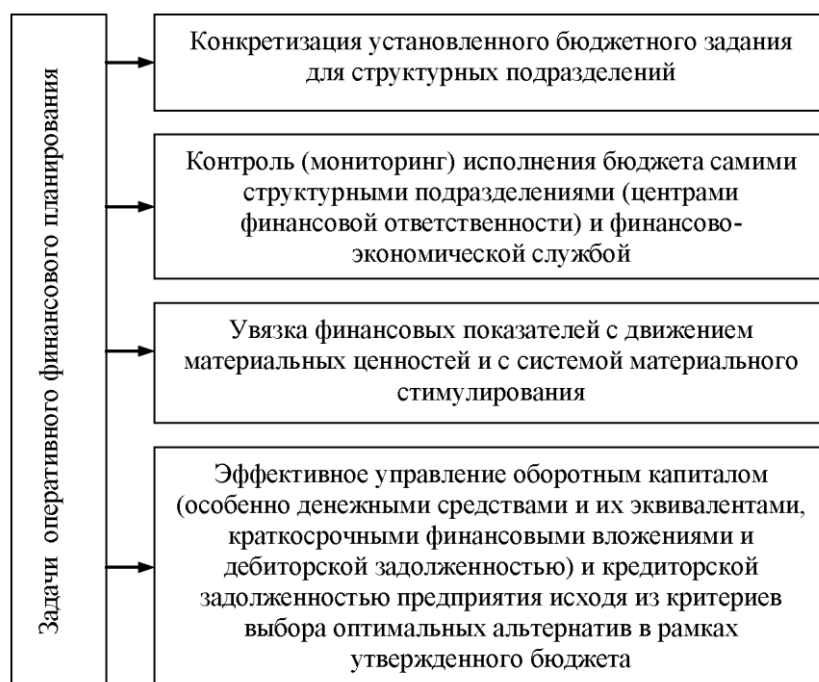 Задачи оперативного финансового планирования
Конкретизация установленного бюджетного задания
для структурных подразделений
Контроль (мониторинг) исполнения бюджета самими
структурными подразделениями (центрами
финансовой ответственности) и финансово-
экономической службой
Увязка финансовых показателей с движением
материальных ценностей и с системой материального
стимулирования
Эффективное управление оборотным капиталом
(особенно денежными средствами и их эквивалентами,
краткосрочными финансовыми вложениями и
дебиторской задолженностью) и кредиторской
задолженностью предприятия исходя из критериев
выбора оптимальных альтернатив в рамках
утвержденного бюджета